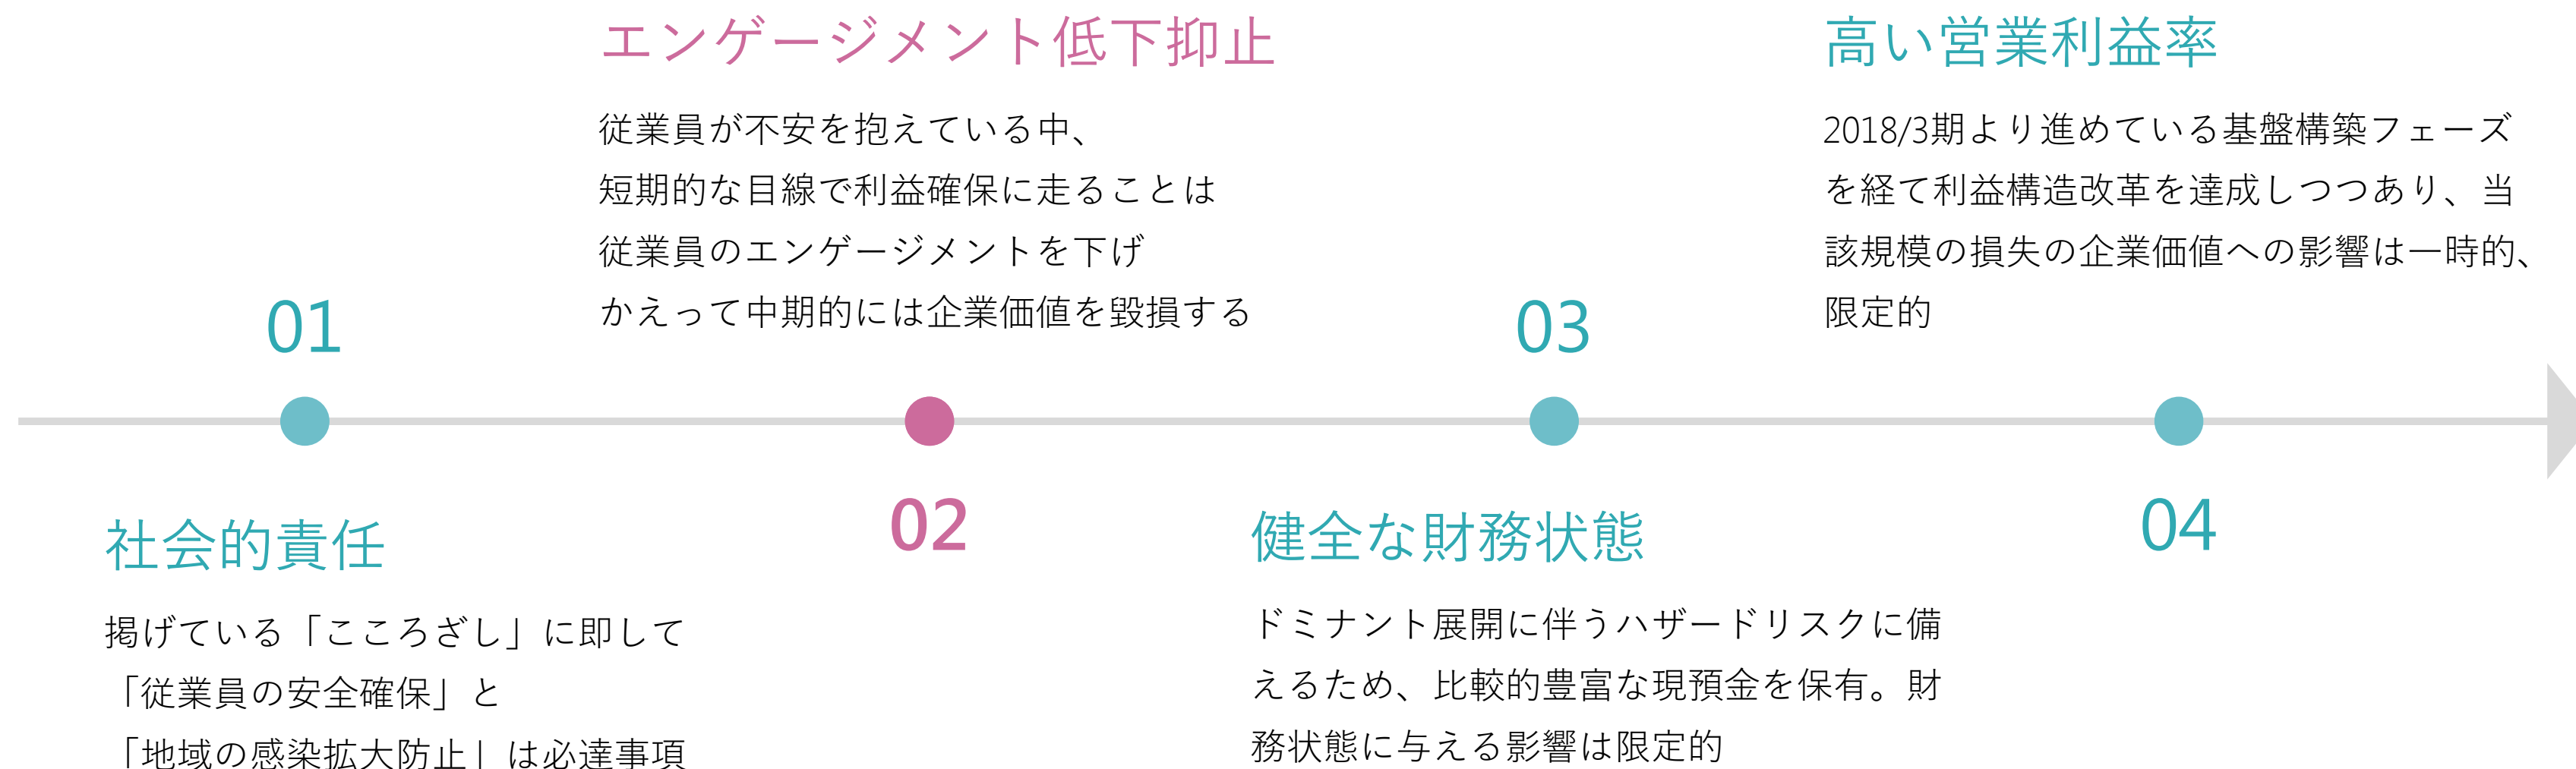 01
社会的責任
掲げている「こころざし」に即して
「従業員の安全確保」と
「地域の感染拡大防止」は必達事項
エンゲージメント低下抑止
従業員が不安を抱えている中、
短期的な目線で利益確保に走ることは
従業員のエンゲージメントを下げ
かえって中期的には企業価値を毀損する
02
03
健全な財務状態
ドミナント展開に伴うハザードリスクに備
えるため、比較的豊富な現預金を保有。財
務状態に与える影響は限定的
高い営業利益率
2018/3期より進めている基盤構築フェーズ
を経て利益構造改革を達成しつつあり、当
該規模の損失の企業価値への影響は一時的、
限定的
04